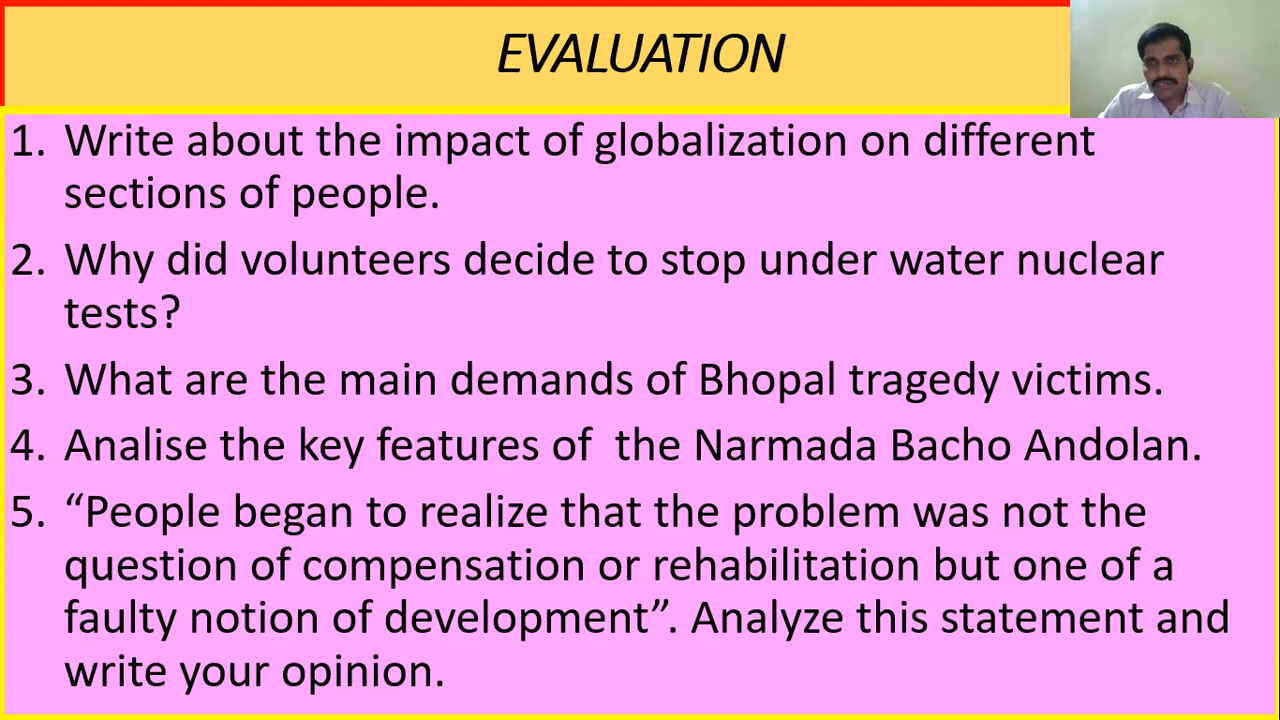 EVALUATION
1. Write about the impact of globalization on different
sections of people.
2. Why did volunteers decide to stop under water nuclear
tests?
3. What are the main demands of Bhopal tragedy victims.
4. Analise the key features of  the Narmada Bacho Andolan.
5. “People began to realize that the problem was not the
question of compensation or rehabilitation but one of a
faulty notion of development”. Analyze this statement and
write your opinion.